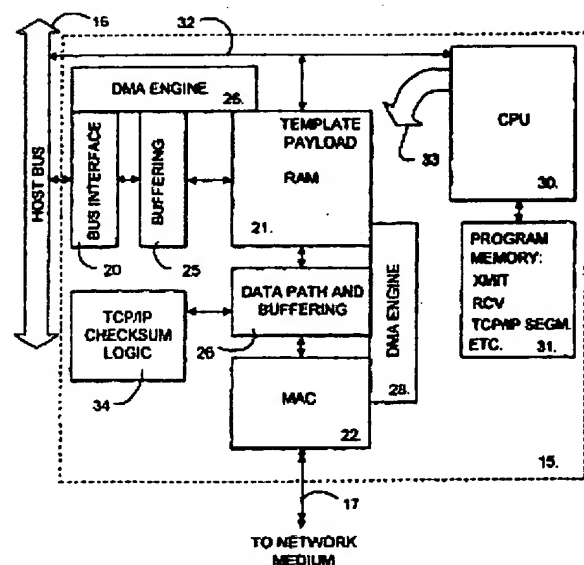 16
32
DMA ENGINE
26.
HOST BUS
BUS INTERFACE
BUFFERING
TEMPLATE
PAYLOAD
RAM
21.
CPU
33
30.
20
25
DATA PATH AND
BUFFERING
26
DMA ENGINE
28.
PROGRAM
MEMORY:
XMIT
RCV
TCP/IP SEGM.
ETC.
31.
TCP/IP
CHECKSUM
LOGIC
34
MAC
22.
15.
17
TO NETWORK
MEDIUM